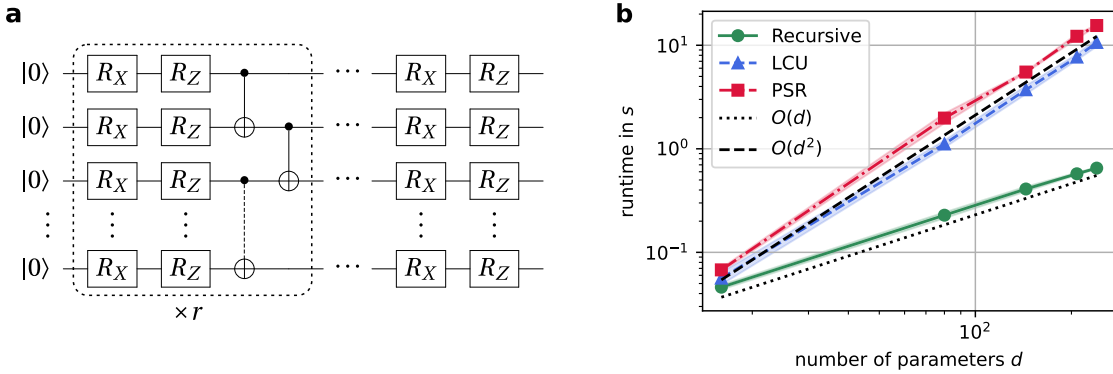 a
|0⟩ R_X R_Z ··· R_X R_Z
|0⟩ R_X R_Z ··· R_X R_Z
|0⟩ R_X R_Z ··· R_X R_Z
⋮ ⋮ ⋮ ⋮ ⋮
|0⟩ R_X R_Z ··· R_X R_Z
× r
b
Recursive
LCU
PSR
O(d)
O(d²)
runtime in s
10¹
10⁰
10⁻¹
10²
number of parameters d